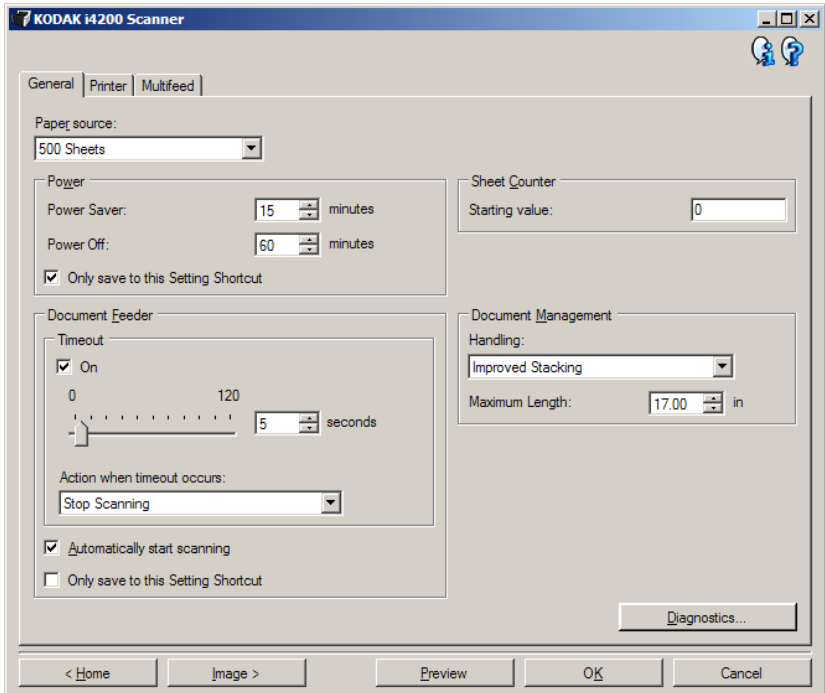 KODAK i4200 Scanner
General Printer Multifeed
Paper source:
500 Sheets
Power
Power Saver: 15 minutes
Power Off: 60 minutes
Only save to this Setting Shortcut
Sheet Counter
Starting value: 0
Document Feeder
Timeout
On
0 120
5 seconds
Action when timeout occurs:
Stop Scanning
Automatically start scanning
Only save to this Setting Shortcut
Document Management
Handling:
Improved Stacking
Maximum Length: 17.00 in
Diagnostics...
< Home Image > Preview OK Cancel